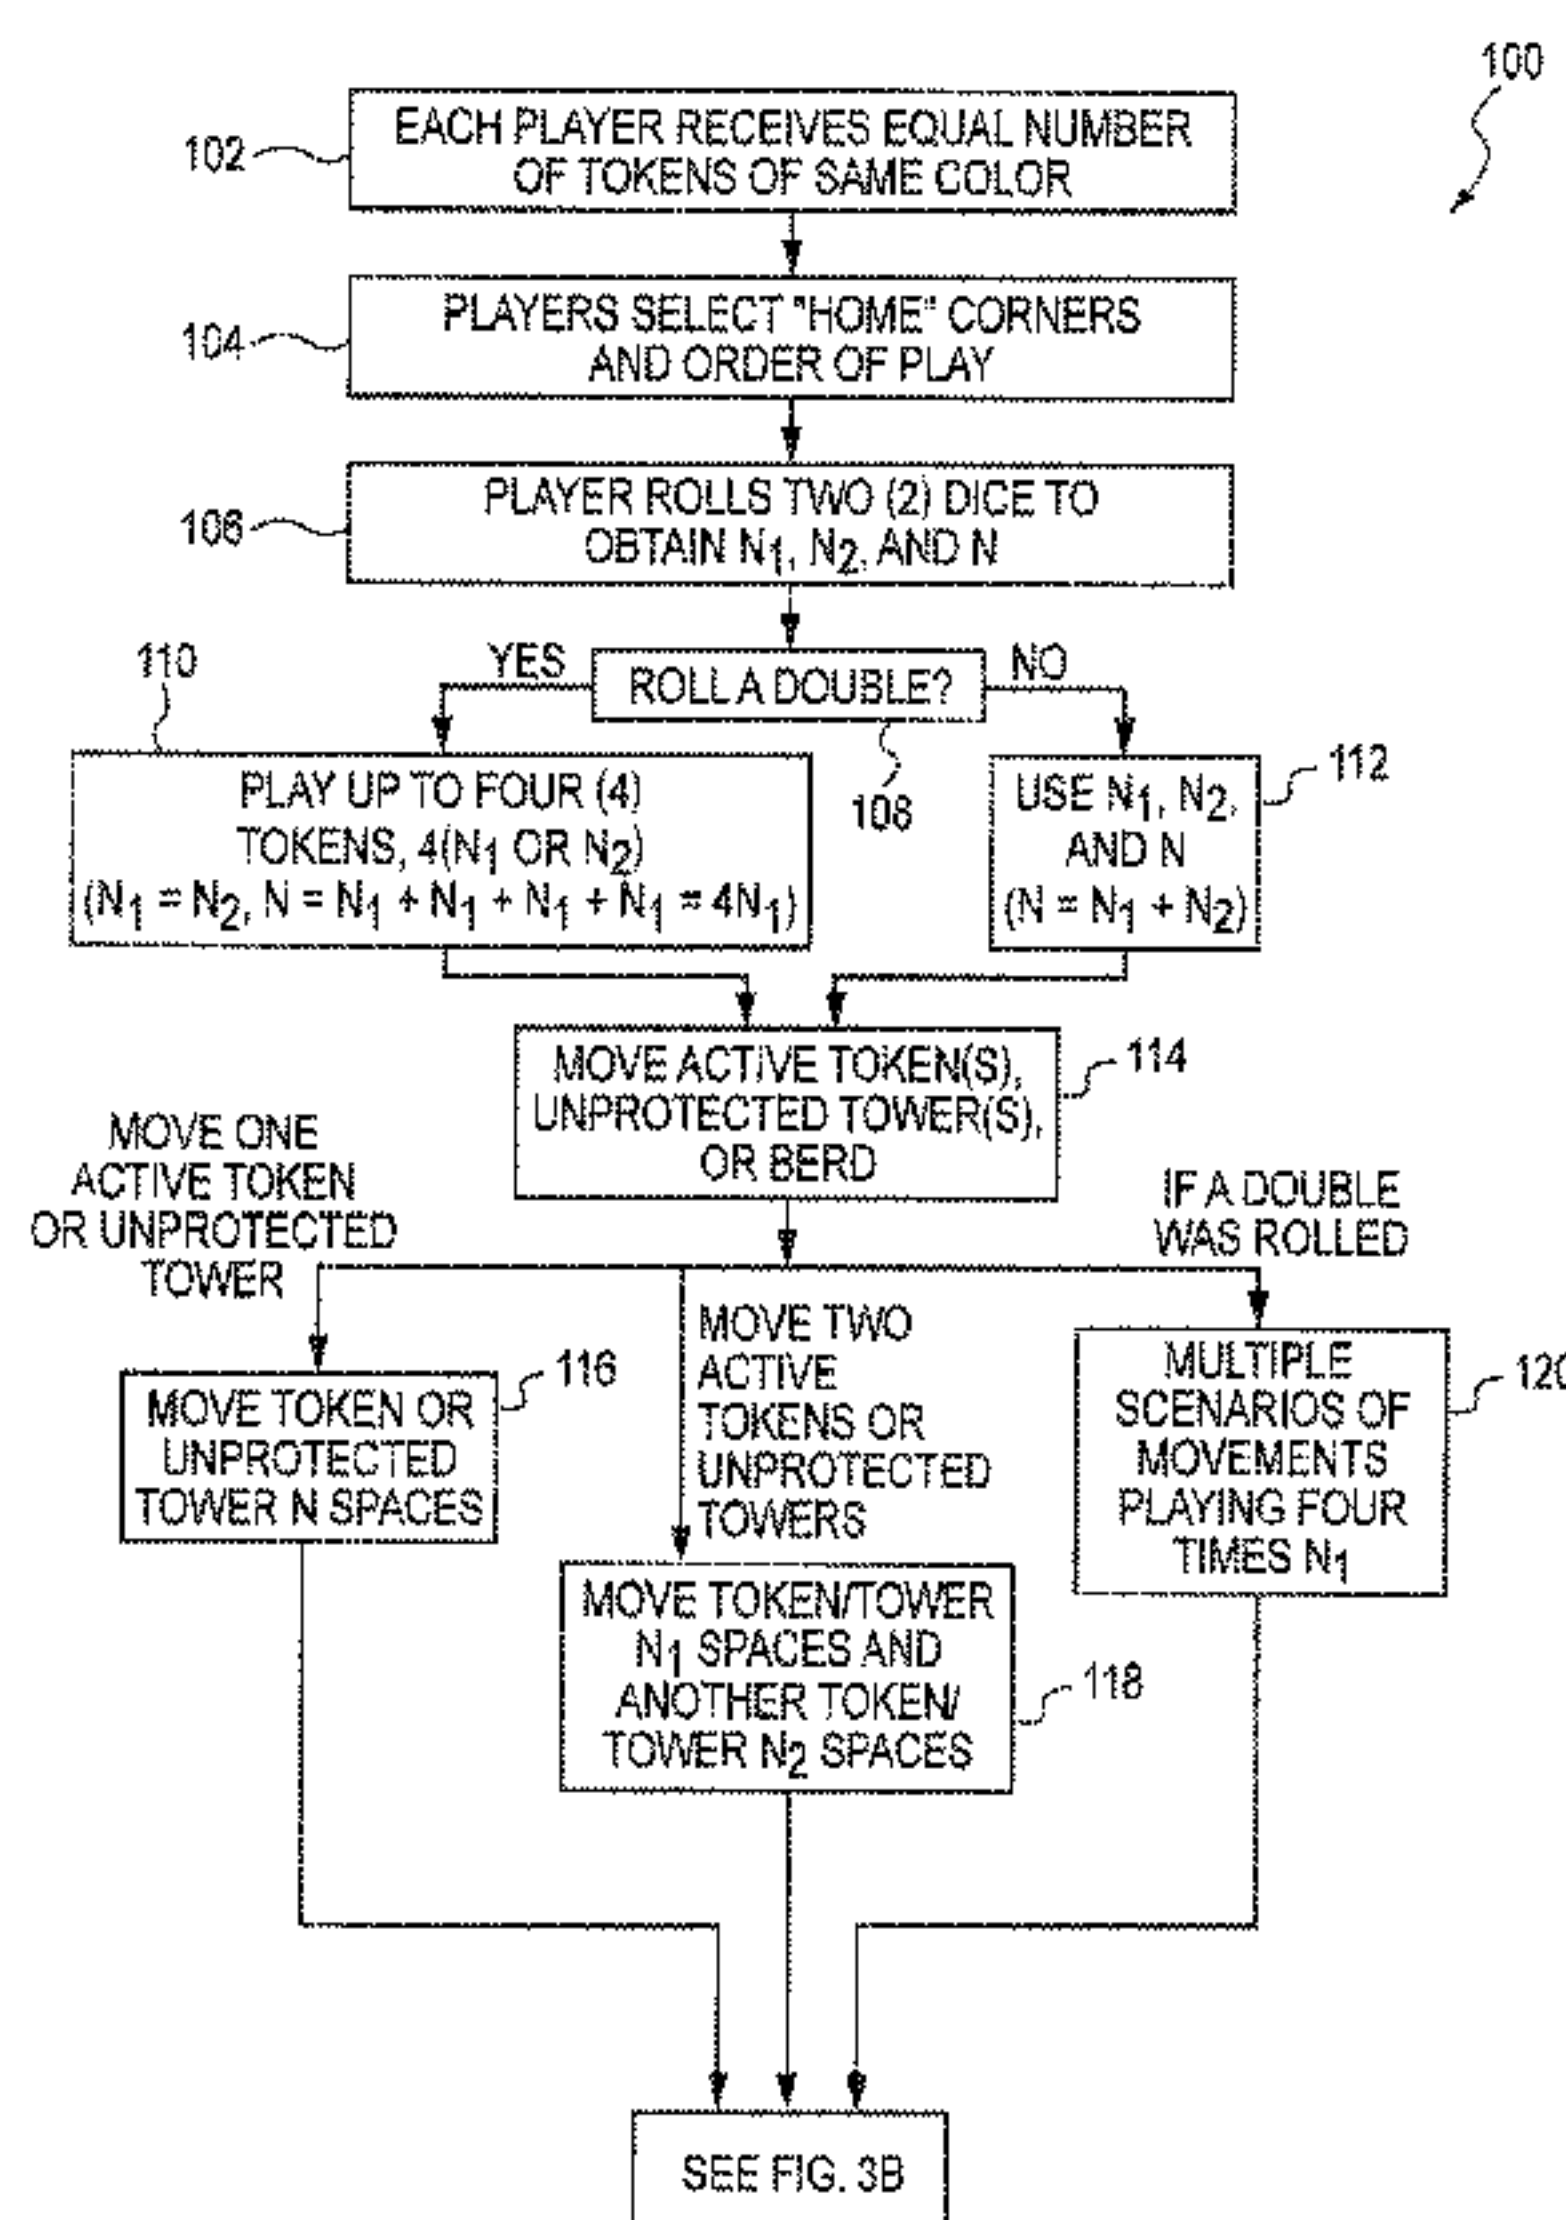 100
EACH PLAYER RECEIVES EQUAL NUMBER
OF TOKENS OF SAME COLOR
102
PLAYERS SELECT "HOME" CORNERS
AND ORDER OF PLAY
104
PLAYER ROLLS TWO (2) DICE TO
OBTAIN N1, N2, AND N
106
110
YES
ROLL A DOUBLE?
NO
108
PLAY UP TO FOUR (4)
TOKENS, 4(N1 OR N2)
(N1 = N2, N = N1 + N1 + N1 + N1 = 4N1)
USE N1, N2,
AND N
(N = N1 + N2)
112
MOVE ACTIVE TOKEN(S),
UNPROTECTED TOWER(S),
OR BERD
114
MOVE ONE
ACTIVE TOKEN
OR UNPROTECTED
TOWER
IF A DOUBLE
WAS ROLLED
MOVE TWO
ACTIVE
TOKENS OR
UNPROTECTED
TOWERS
MOVE TOKEN OR
UNPROTECTED
TOWER N SPACES
116
MULTIPLE
SCENARIOS OF
MOVEMENTS
PLAYING FOUR
TIMES N1
120
MOVE TOKEN/TOWER
N1 SPACES AND
ANOTHER TOKEN/
TOWER N2 SPACES
118
SEE FIG. 3B